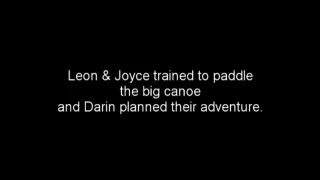 Leon & Joyce trained to paddle
the big canoe
and Darin planned their adventure.